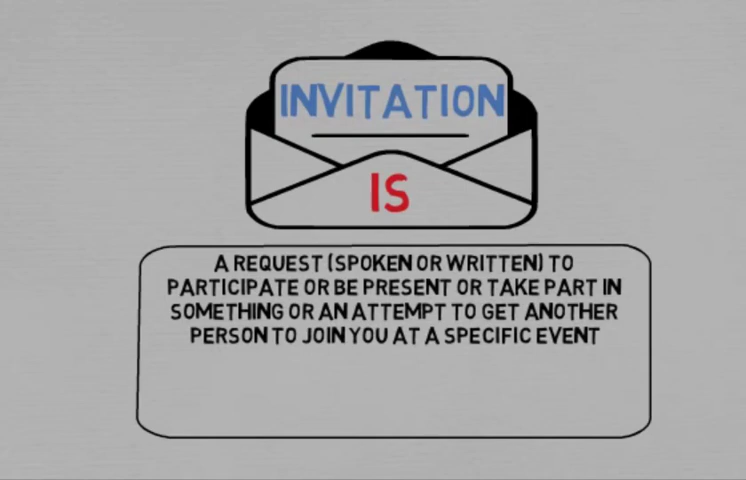 INVITATION
IS
A REQUEST (SPOKEN OR WRITTEN) TO
PARTICIPATE OR BE PRESENT OR TAKE PART IN
SOMETHING OR AN ATTEMPT TO GET ANOTHER
PERSON TO JOIN YOU AT A SPECIFIC EVENT